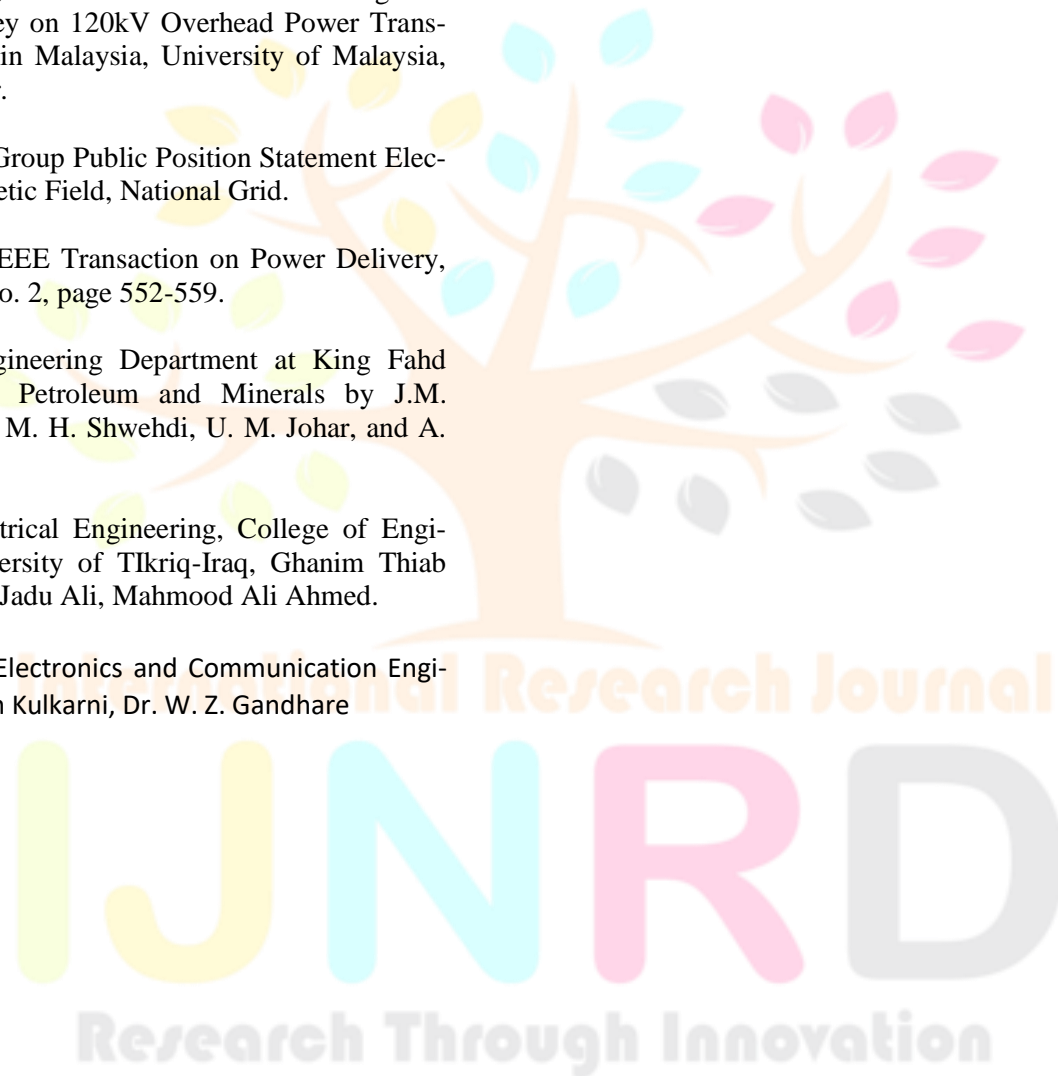 ey on 120kV Overhead Power Trans-
in Malaysia, University of Malaysia,
Group Public Position Statement Elec-
etic Field, National Grid.
EEE Transaction on Power Delivery,
o. 2, page 552-559.
gineering Department at King Fahd
Petroleum and Minerals by J.M.
M. H. Shwehdi, U. M. Johar, and A.
trical Engineering, College of Engi-
ersity of TIkriq-Iraq, Ghanim Thiab
Jadu Ali, Mahmood Ali Ahmed.
Electronics and Communication Engi-
n Kulkarni, Dr. W. Z. Gandhare
International Research Journal
IJNRD
Research Through Innovation